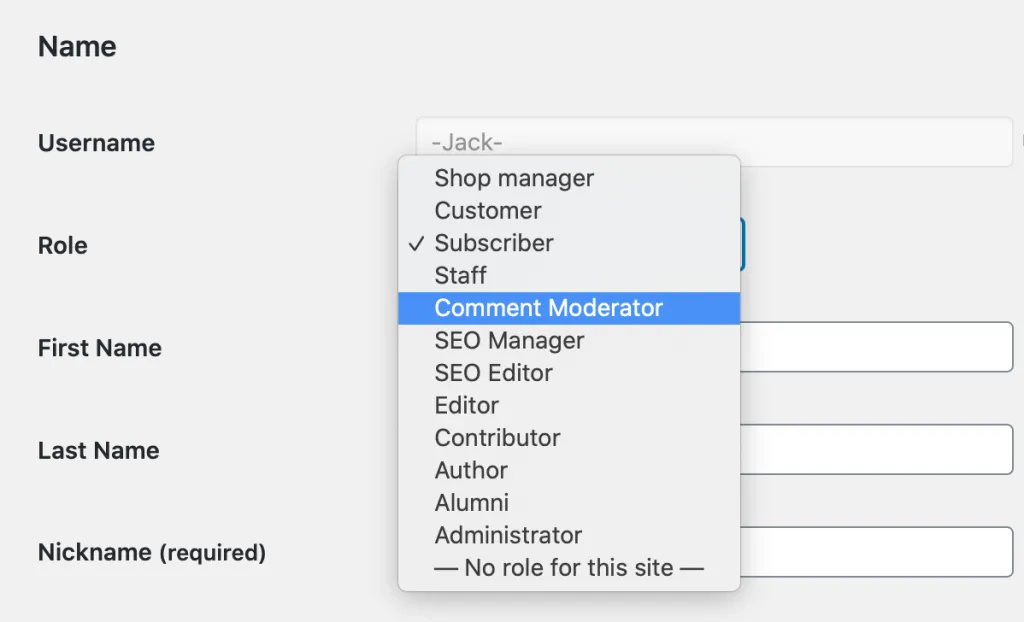 Name
Username
-Jack-
Role
Shop manager
Customer
✓ Subscriber
Staff
Comment Moderator
SEO Manager
SEO Editor
Editor
Contributor
Author
Alumni
Administrator
— No role for this site —
First Name
Last Name
Nickname (required)